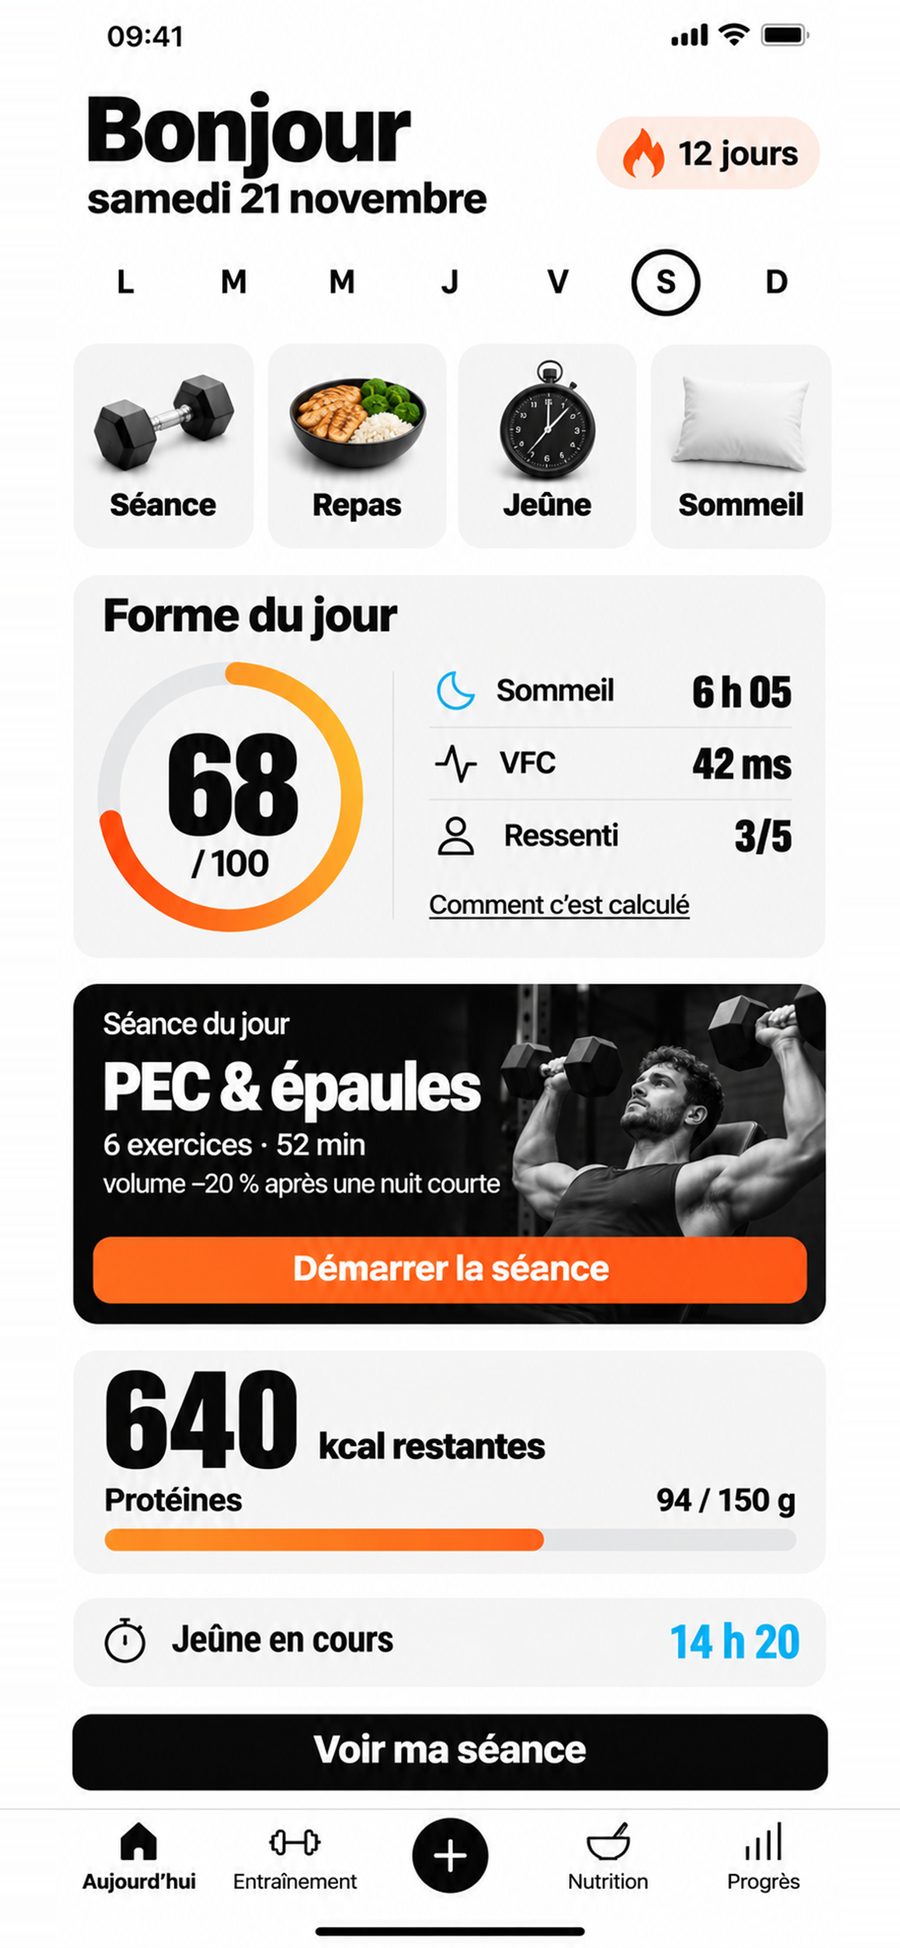 09:41
Bonjour
12 jours
samedi 21 novembre
L M M J V S D
Séance
Repas
Jeûne
Sommeil
Forme du jour
68
/ 100
Sommeil 6 h 05
VFC 42 ms
Ressenti 3/5
Comment c’est calculé
Séance du jour
PEC & épaules
6 exercices · 52 min
volume –20 % après une nuit courte
Démarrer la séance
640 kcal restantes
Protéines 94 / 150 g
Jeûne en cours 14 h 20
Voir ma séance
Aujourd’hui
Entraînement
Nutrition
Progrès